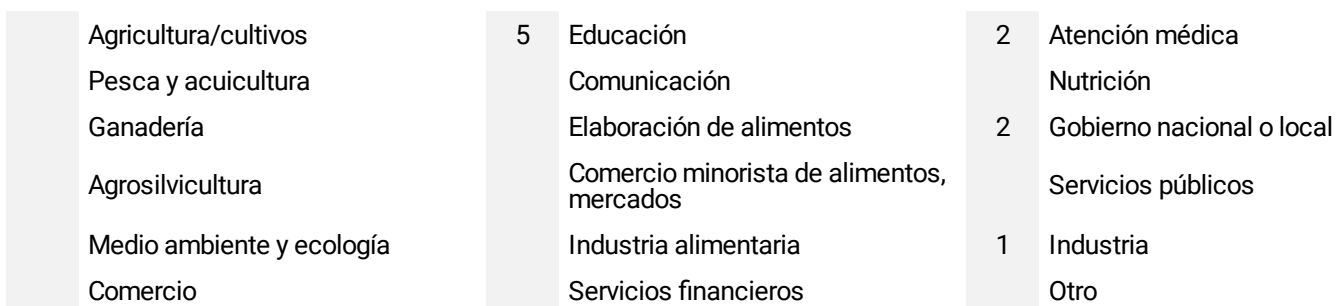 Agricultura/cultivos 5 Educación 2 Atención médica
Pesca y acuicultura Comunicación Nutrición
Ganadería Elaboración de alimentos 2 Gobierno nacional o local
Agrosilvicultura Comercio minorista de alimentos, mercados Servicios públicos
Medio ambiente y ecología Industria alimentaria 1 Industria
Comercio Servicios financieros Otro